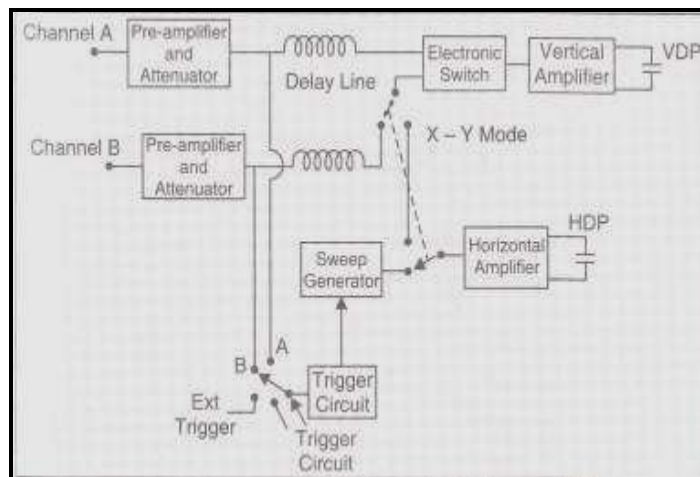 Channel A
Pre-amplifier
and
Attenuator
Delay Line
Electronic
Switch
Vertical
Amplifier
VDP
Channel B
Pre-amplifier
and
Attenuator
X – Y Mode
Sweep
Generator
Horizontal
Amplifier
HDP
B
A
Ext
Trigger
Trigger
Circuit
Trigger
Circuit